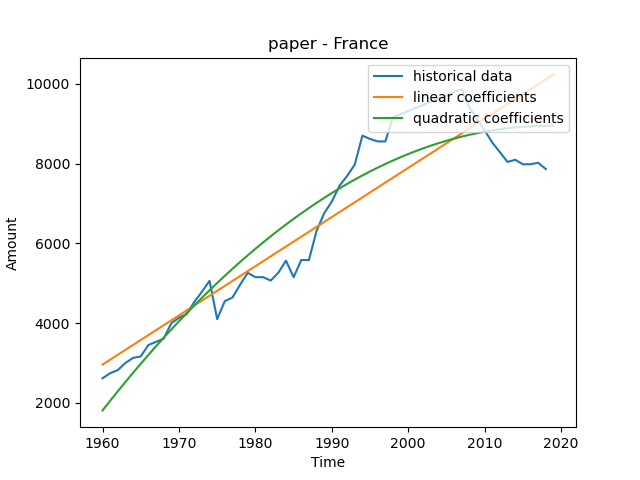 paper - France
historical data
linear coefficients
quadratic coefficients
10000
8000
6000
4000
2000
Amount
1960 1970 1980 1990 2000 2010 2020
Time